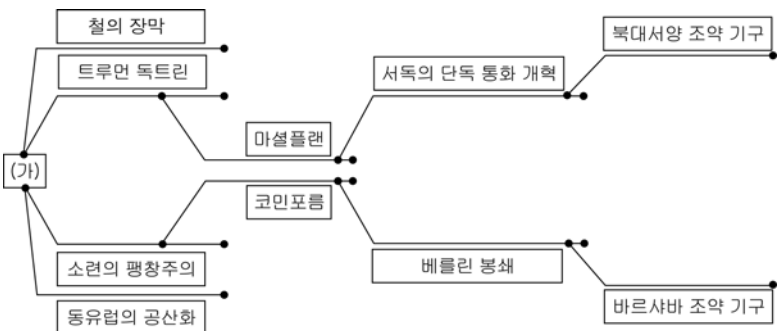 철의 장막
트루먼 독트린
(가)
소련의 팽창주의
동유럽의 공산화
마셜플랜
코민포름
서독의 단독 통화 개혁
베를린 봉쇄
북대서양 조약 기구
바르샤바 조약 기구